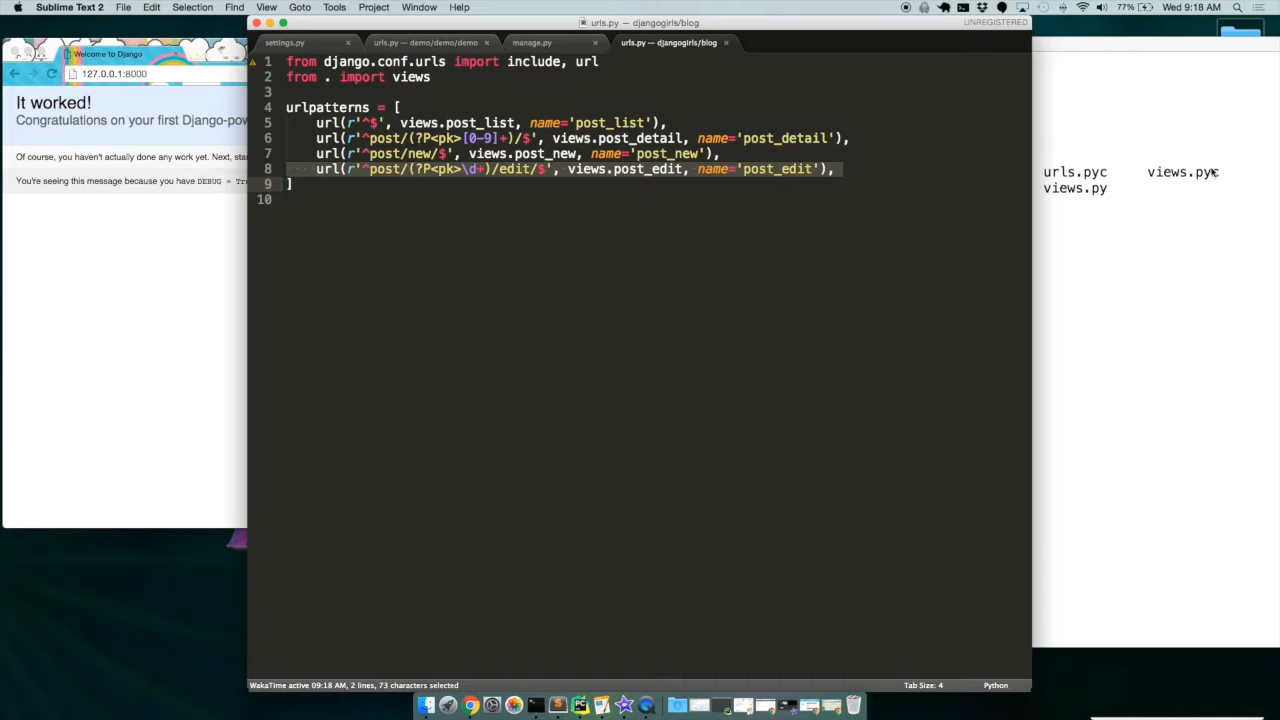 Sublime Text 2 File Edit Selection Find View Goto Tools Project Window Help 77% Wed 9:18 AM
urls.py — djangogirls/blog UNREGISTERED
settings.py × urls.py — demo/demo/demo × manage.py × urls.py — djangogirls/blog ×
Welcome to Django
127.0.0.1:8000
It worked!
Congratulations on your first Django-pow
Of course, you haven't actually done any work yet. Next, star
You're seeing this message because you have DEBUG = Tru
1 from django.conf.urls import include, url
2 from . import views
3
4 urlpatterns = [
5 url(r'^$', views.post_list, name='post_list'),
6 url(r'^post/(?P<pk>[0-9]+)/$', views.post_detail, name='post_detail'),
7 url(r'^post/new/$', views.post_new, name='post_new'),
8 url(r'^post/(?P<pk>\d+)/edit/$', views.post_edit, name='post_edit'),
9 ]
10
urls.pyc views.pyc
views.py
WakaTime active 09:18 AM, 2 lines, 73 characters selected Tab Size: 4 Python